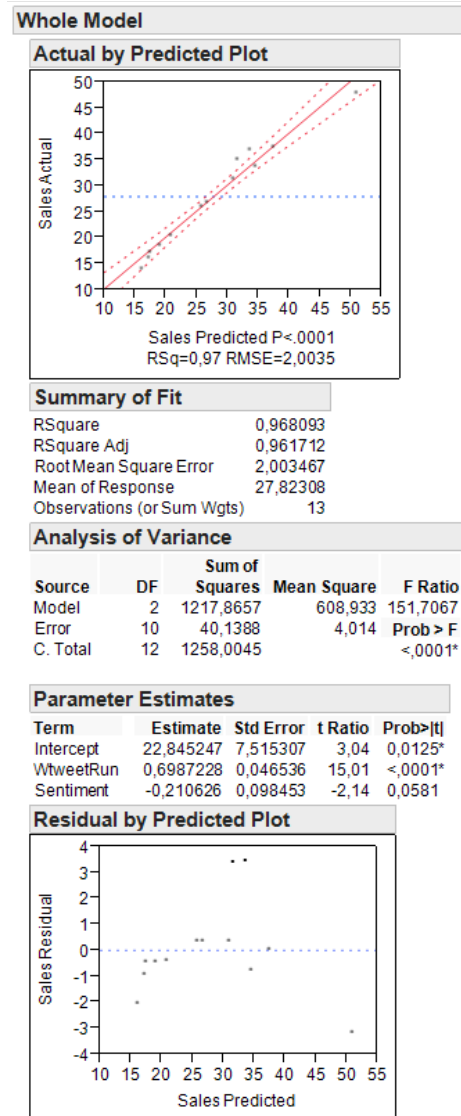 Whole Model
Actual by Predicted Plot
50
45
40
35
30
25
20
15
10
Sales Actual
10 15 20 25 30 35 40 45 50 55
Sales Predicted P<.0001
RSq=0,97 RMSE=2,0035
Summary of Fit
RSquare 0,968093
RSquare Adj 0,961712
Root Mean Square Error 2,003467
Mean of Response 27,82308
Observations (or Sum Wgts) 13
Analysis of Variance
Sum of
Source DF Squares Mean Square F Ratio
Model 2 1217,8657 608,933 151,7067
Error 10 40,1388 4,014 Prob > F
C. Total 12 1258,0045 <,0001*
Parameter Estimates
Term Estimate Std Error t Ratio Prob>|t|
Intercept 22,845247 7,515307 3,04 0,0125*
WtweetRun 0,6987228 0,046536 15,01 <,0001*
Sentiment -0,210626 0,098453 -2,14 0,0581
Residual by Predicted Plot
4
3
2
1
0
-1
-2
-3
-4
Sales Residual
10 15 20 25 30 35 40 45 50 55
Sales Predicted